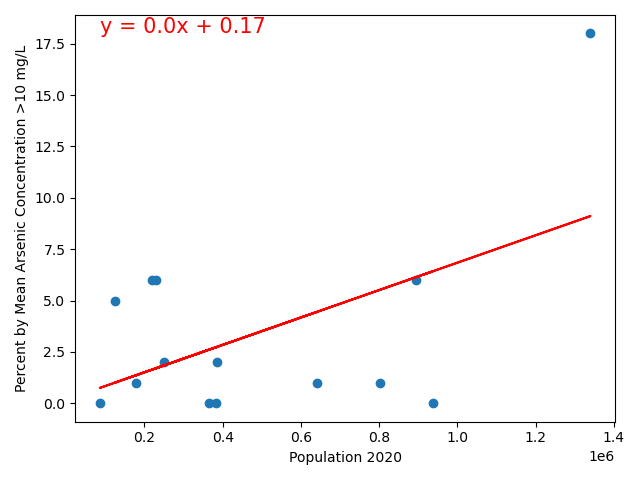 y = 0.0x + 0.17
Percent by Mean Arsenic Concentration >10 mg/L
17.5
15.0
12.5
10.0
7.5
5.0
2.5
0.0
0.2 0.4 0.6 0.8 1.0 1.2 1.4
1e6
Population 2020